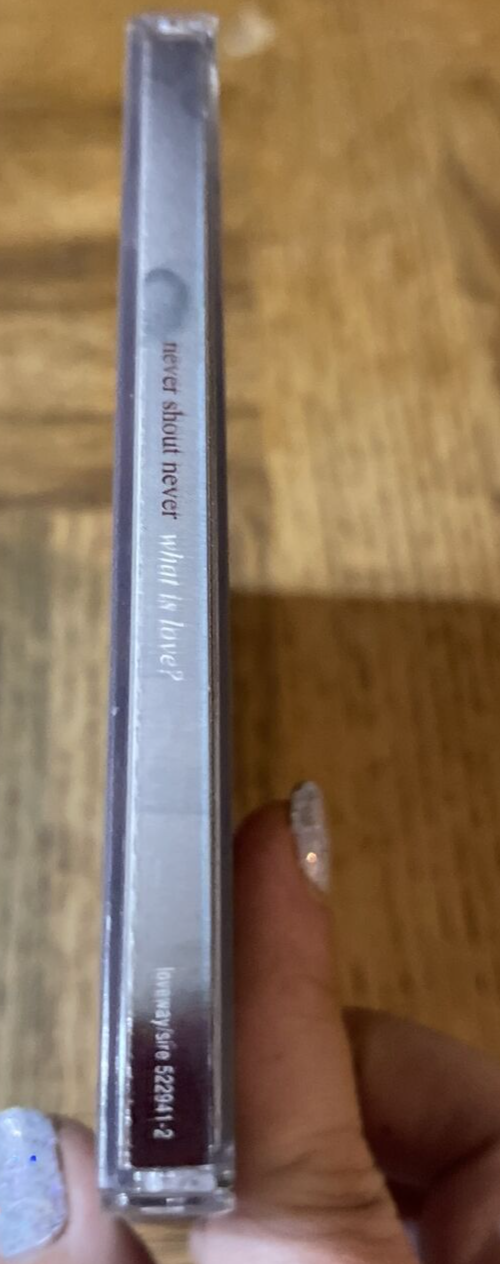 never shout never what is love?
loveway/sire 522941-2